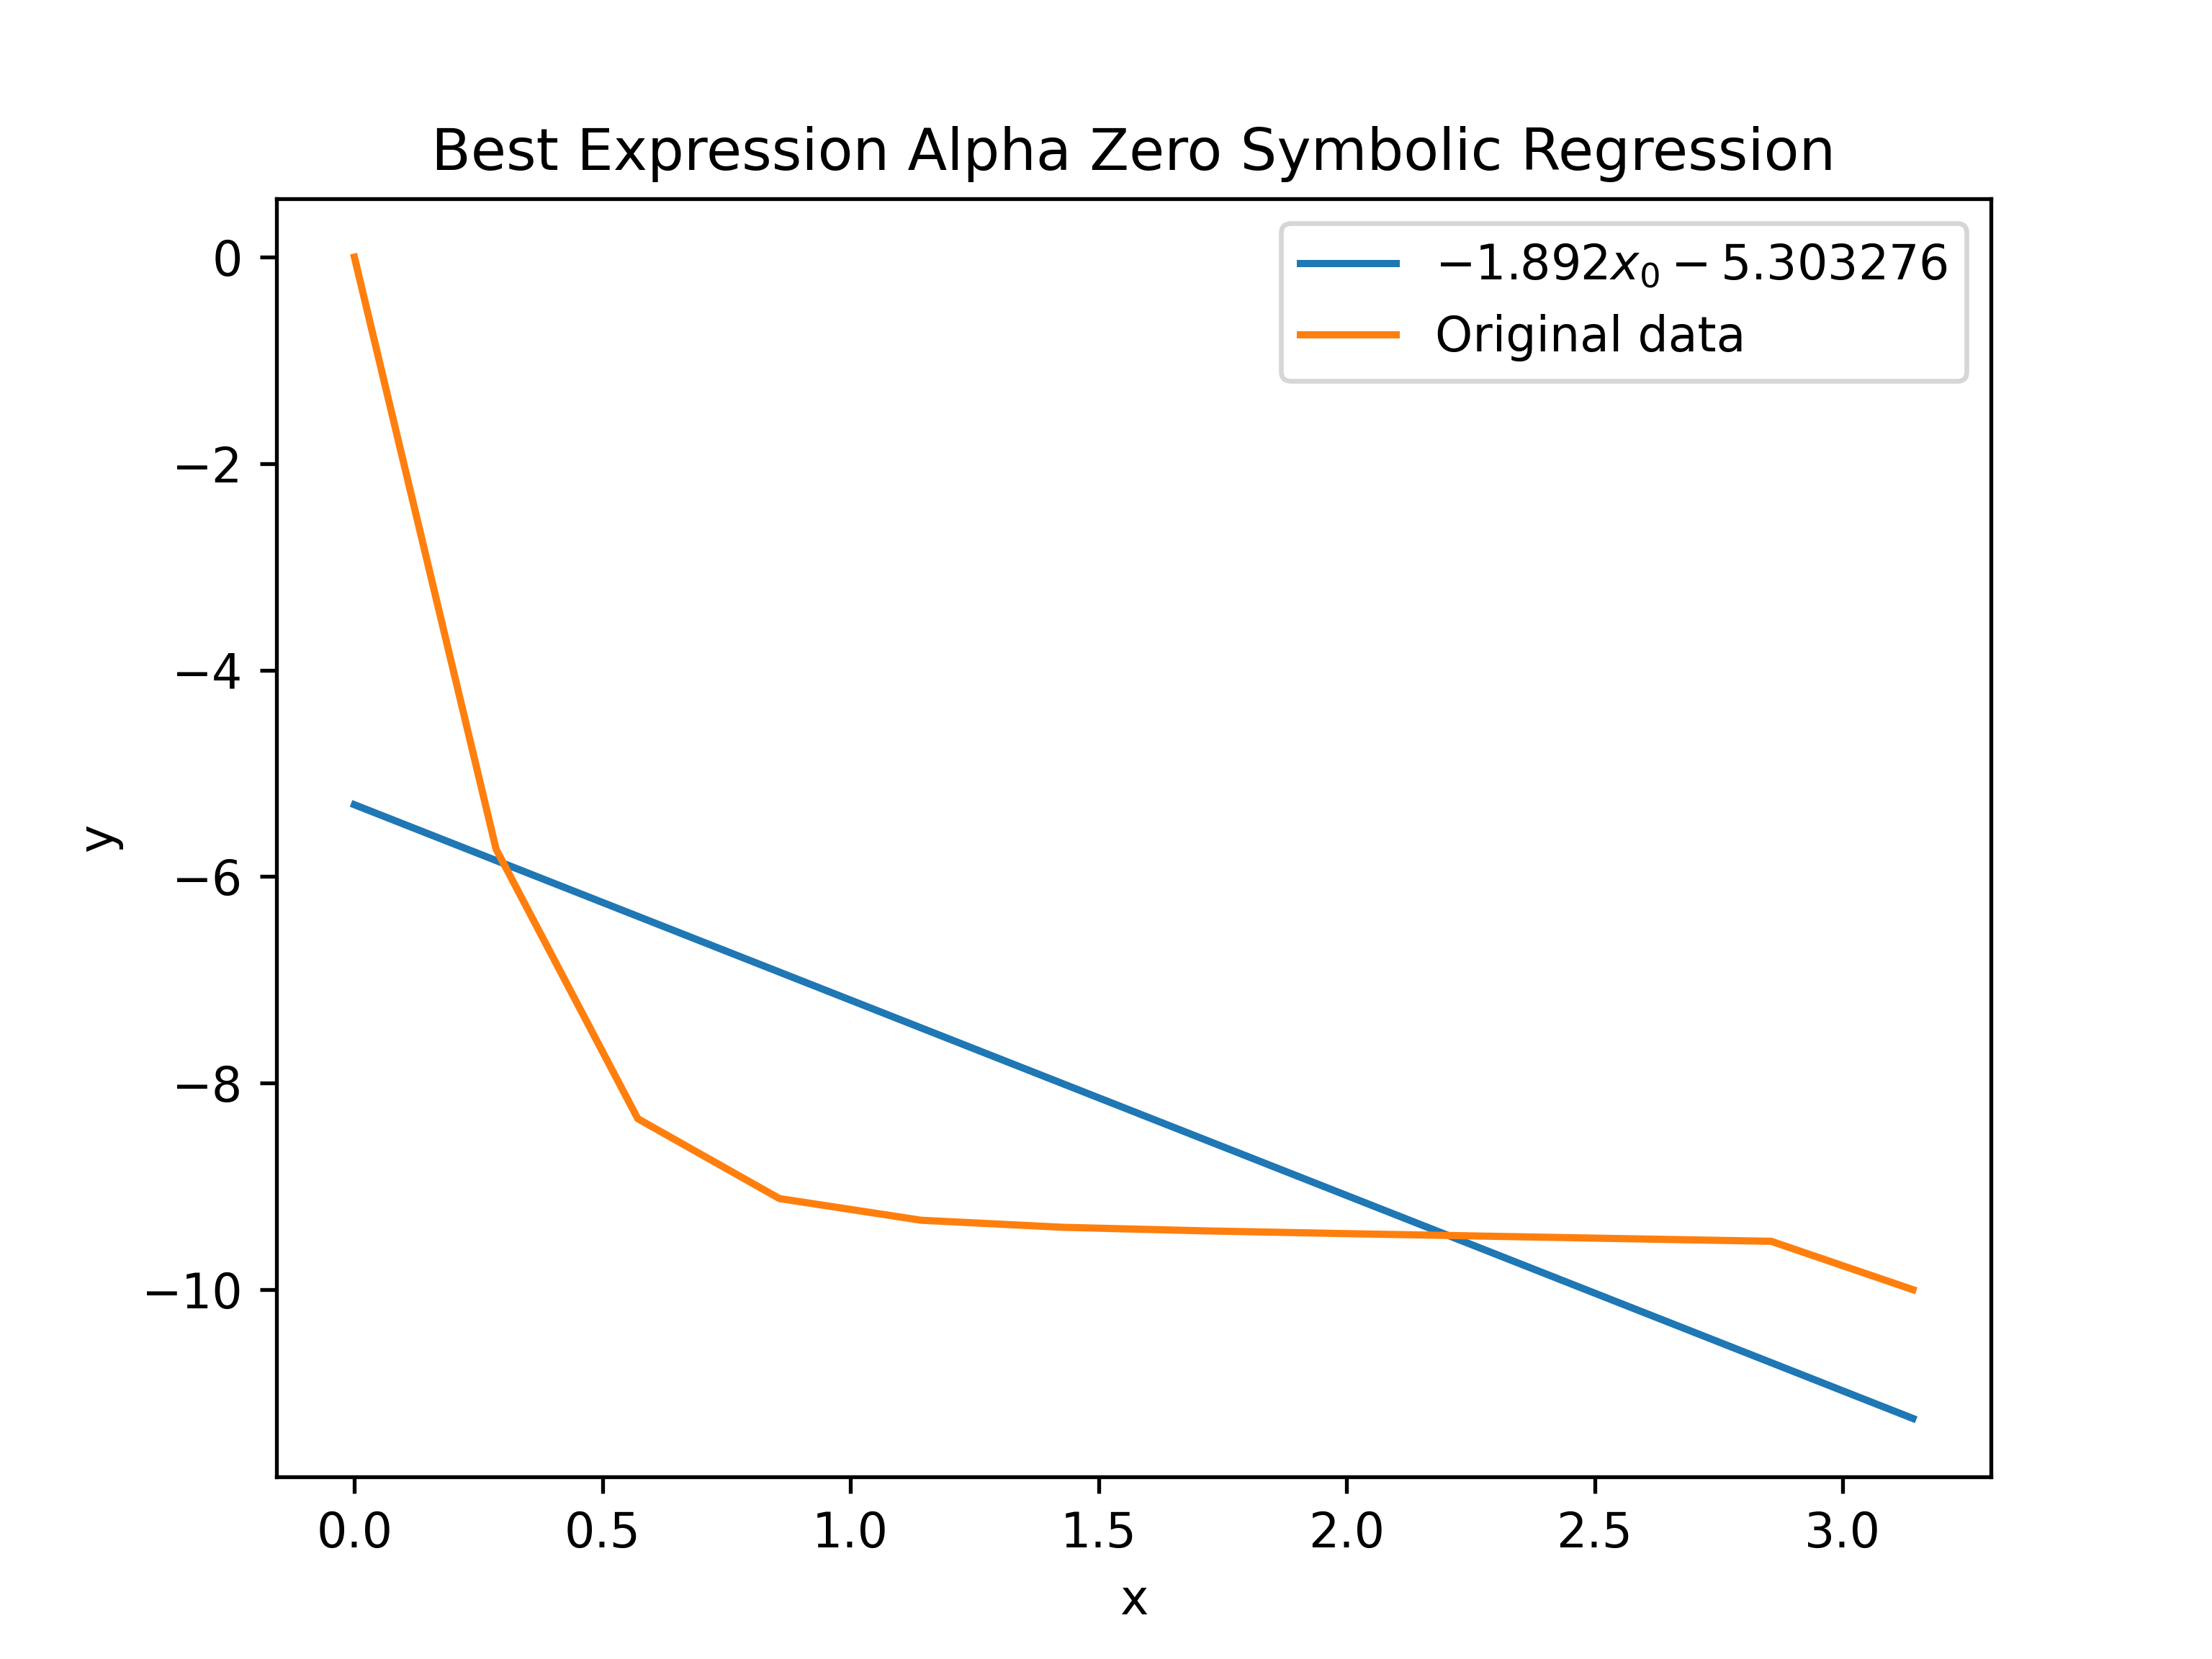 Best Expression Alpha Zero Symbolic Regression
−1.892x₀ − 5.303276
Original data
0
−2
−4
−6
−8
−10
y
0.0 0.5 1.0 1.5 2.0 2.5 3.0
x